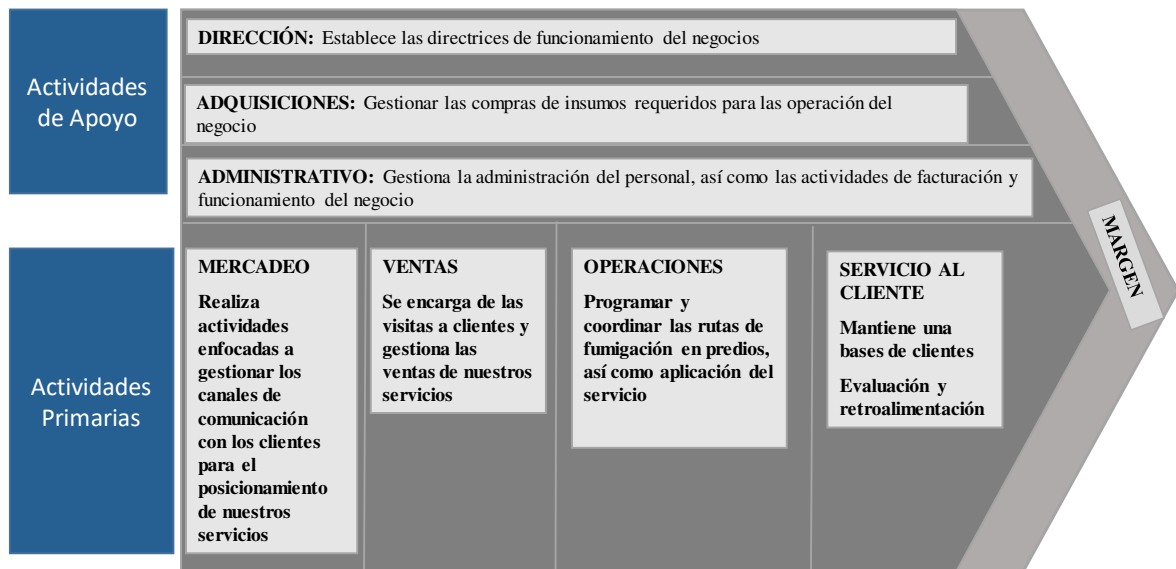 Actividades
de Apoyo
DIRECCIÓN: Establece las directrices de funcionamiento del negocios
ADQUISICIONES: Gestionar las compras de insumos requeridos para las operación del
negocio
ADMINISTRATIVO: Gestiona la administración del personal, así como las actividades de facturación y
funcionamiento del negocio
Actividades
Primarias
MERCADEO
Realiza
actividades
enfocadas a
gestionar los
canales de
comunicación
con los clientes
para el
posicionamiento
de nuestros
servicios
VENTAS
Se encarga de las
visitas a clientes y
gestiona las
ventas de nuestros
servicios
OPERACIONES
Programar y
coordinar las rutas de
fumigación en predios,
así como aplicación del
servicio
SERVICIO AL
CLIENTE
Mantiene una
bases de clientes
Evaluación y
retroalimentación
MARGEN